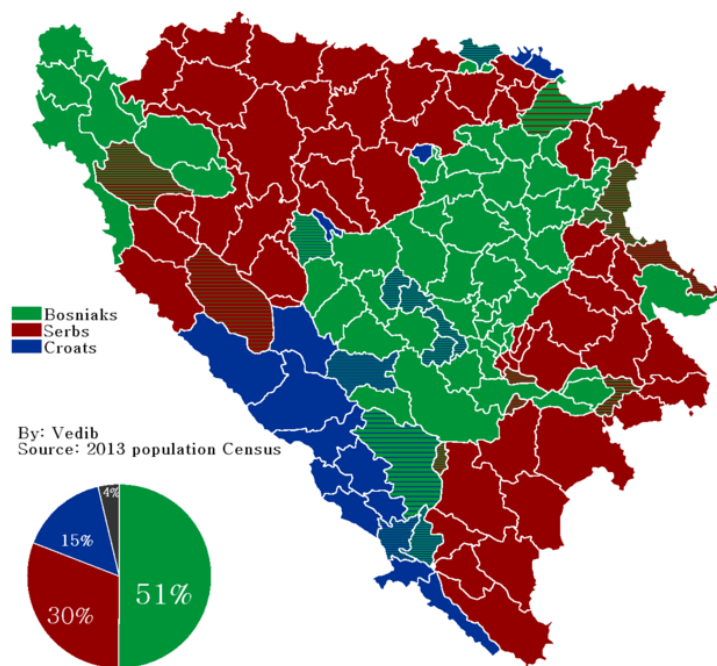 Bosniaks
Serbs
Croats
By: Vedib
Source: 2013 population Census
4%
15%
51%
30%